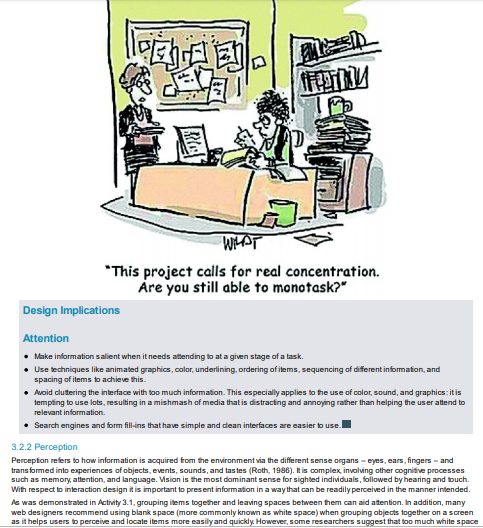 WILBT
"This project calls for real concentration.
Are you still able to monotask?"
Design Implications
Attention
● Make information salient when it needs attending to at a given stage of a task.
● Use techniques like animated graphics, color, underlining, ordering of items, sequencing of different information, and
spacing of items to achieve this.
● Avoid cluttering the interface with too much information. This especially applies to the use of color, sound, and graphics: it is
tempting to use lots, resulting in a mishmash of media that is distracting and annoying rather than helping the user attend to
relevant information.
● Search engines and form fill-ins that have simple and clean interfaces are easier to use.
3.2.2 Perception
Perception refers to how information is acquired from the environment via the different sense organs – eyes, ears, fingers – and
transformed into experiences of objects, events, sounds, and tastes (Roth, 1986). It is complex, involving other cognitive processes
such as memory, attention, and language. Vision is the most dominant sense for sighted individuals, followed by hearing and touch.
With respect to interaction design it is important to present information in a way that can be readily perceived in the manner intended.
As was demonstrated in Activity 3.1, grouping items together and leaving spaces between them can aid attention. In addition, many
web designers recommend using blank space (more commonly known as white space) when grouping objects together on a screen
as it helps users to perceive and locate items more easily and quickly. However, some researchers suggest that too much white space